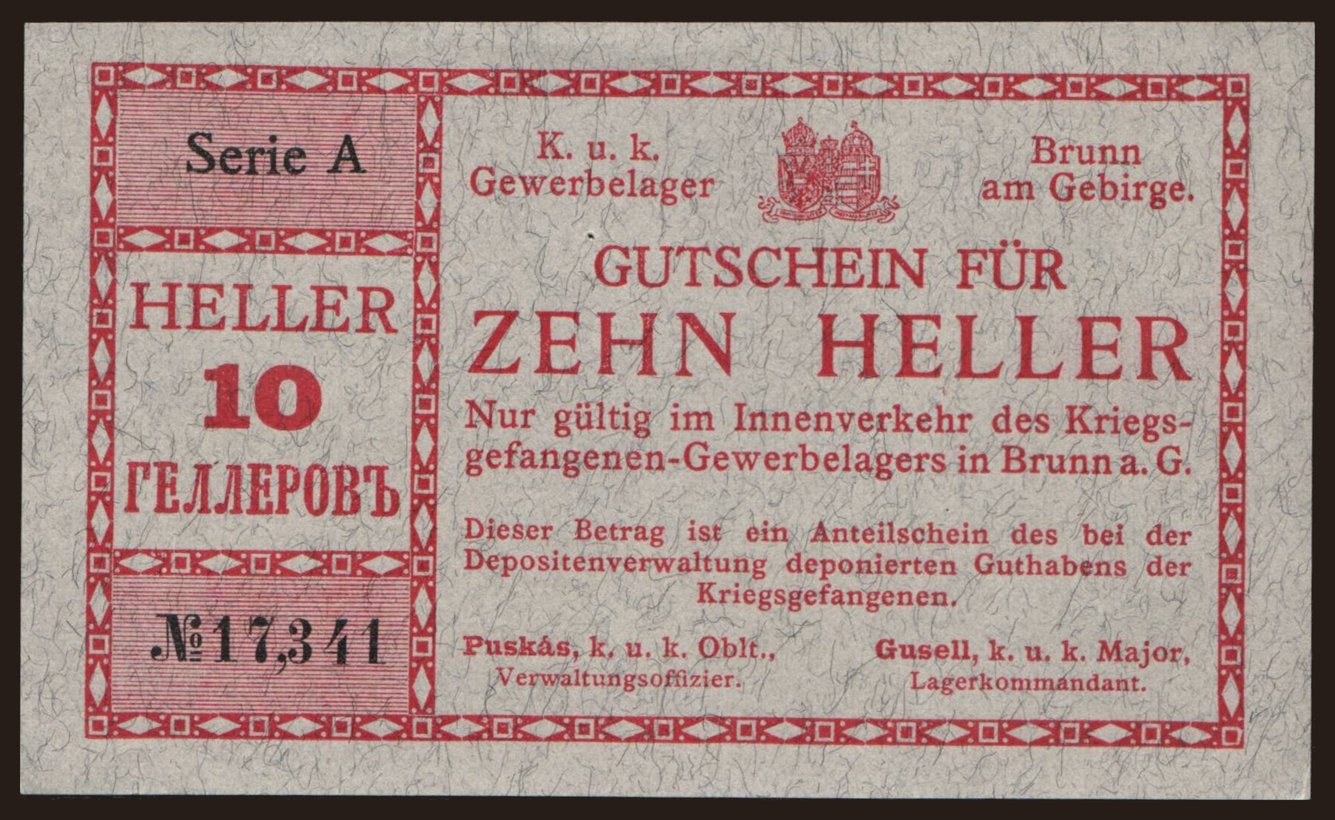 Serie A
HELLER
10
ГЕЛЛЕРОВЪ
№ 17,341
K. u. k.
Gewerbelager
Brunn
am Gebirge.
GUTSCHEIN FÜR
ZEHN HELLER
Nur gültig im Innenverkehr des Kriegs-
gefangenen-Gewerbelagers in Brunn a. G.
Dieser Betrag ist ein Anteilschein des bei der
Depositenverwaltung deponierten Guthabens der
Kriegsgefangenen.
Puskás, k. u. k. Oblt.,
Verwaltungsoffizier.
Gusell, k. u. k. Major,
Lagerkommandant.